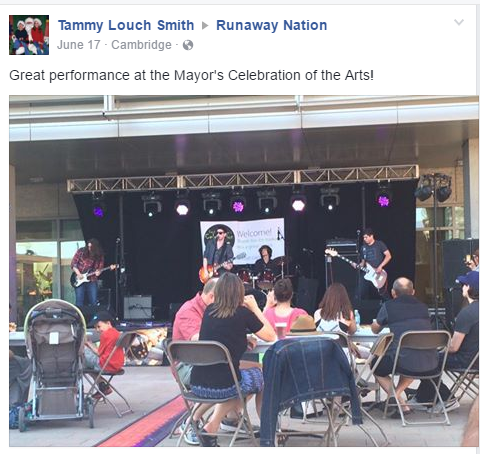 Tammy Louch Smith ▸ Runaway Nation
June 17 · Cambridge ·
Great performance at the Mayor's Celebration of the Arts!
Welcome!